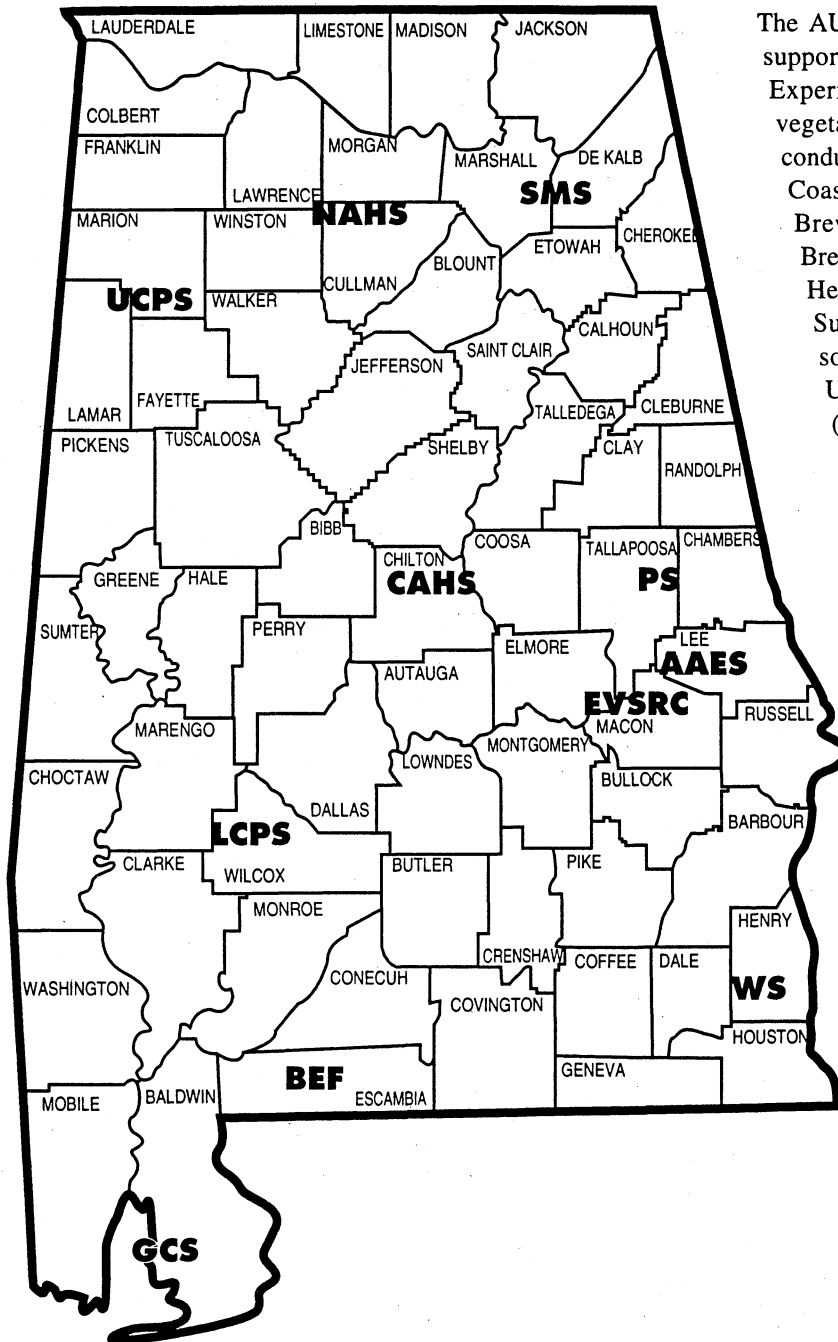 LAUDERDALE
LIMESTONE
MADISON
JACKSON
COLBERT
FRANKLIN
LAWRENCE
MORGAN
MARSHALL
DE KALB
SMS
NAHS
MARION
WINSTON
CHEROKEE
ETOWAH
BLOUNT
CULLMAN
UCPS
WALKER
CALHOUN
SAINT CLAIR
JEFFERSON
FAYETTE
LAMAR
TALLEDEGA
CLEBURNE
PICKENS
TUSCALOOSA
SHELBY
CLAY
RANDOLPH
BIBB
COOSA
TALLAPOOSA
CHAMBERS
CHILTON
CAHS
PS
GREENE
HALE
SUMTER
PERRY
ELMORE
LEE
AAES
AUTAUGA
EVSRC
MACON
RUSSELL
MARENGO
MONTGOMERY
LOWNDES
CHOCTAW
BULLOCK
DALLAS
BARBOUR
LCPS
CLARKE
WILCOX
BUTLER
PIKE
MONROE
HENRY
CRENSHAW
COFFEE
DALE
CONECUH
WASHINGTON
WS
COVINGTON
HOUSTON
BEF
GENEVA
ESCAMBIA
MOBILE
BALDWIN
GCS
The AU
suppor
Experi
vegeta
condu
Coas
Brev
Bre
He
Su
so
U
(